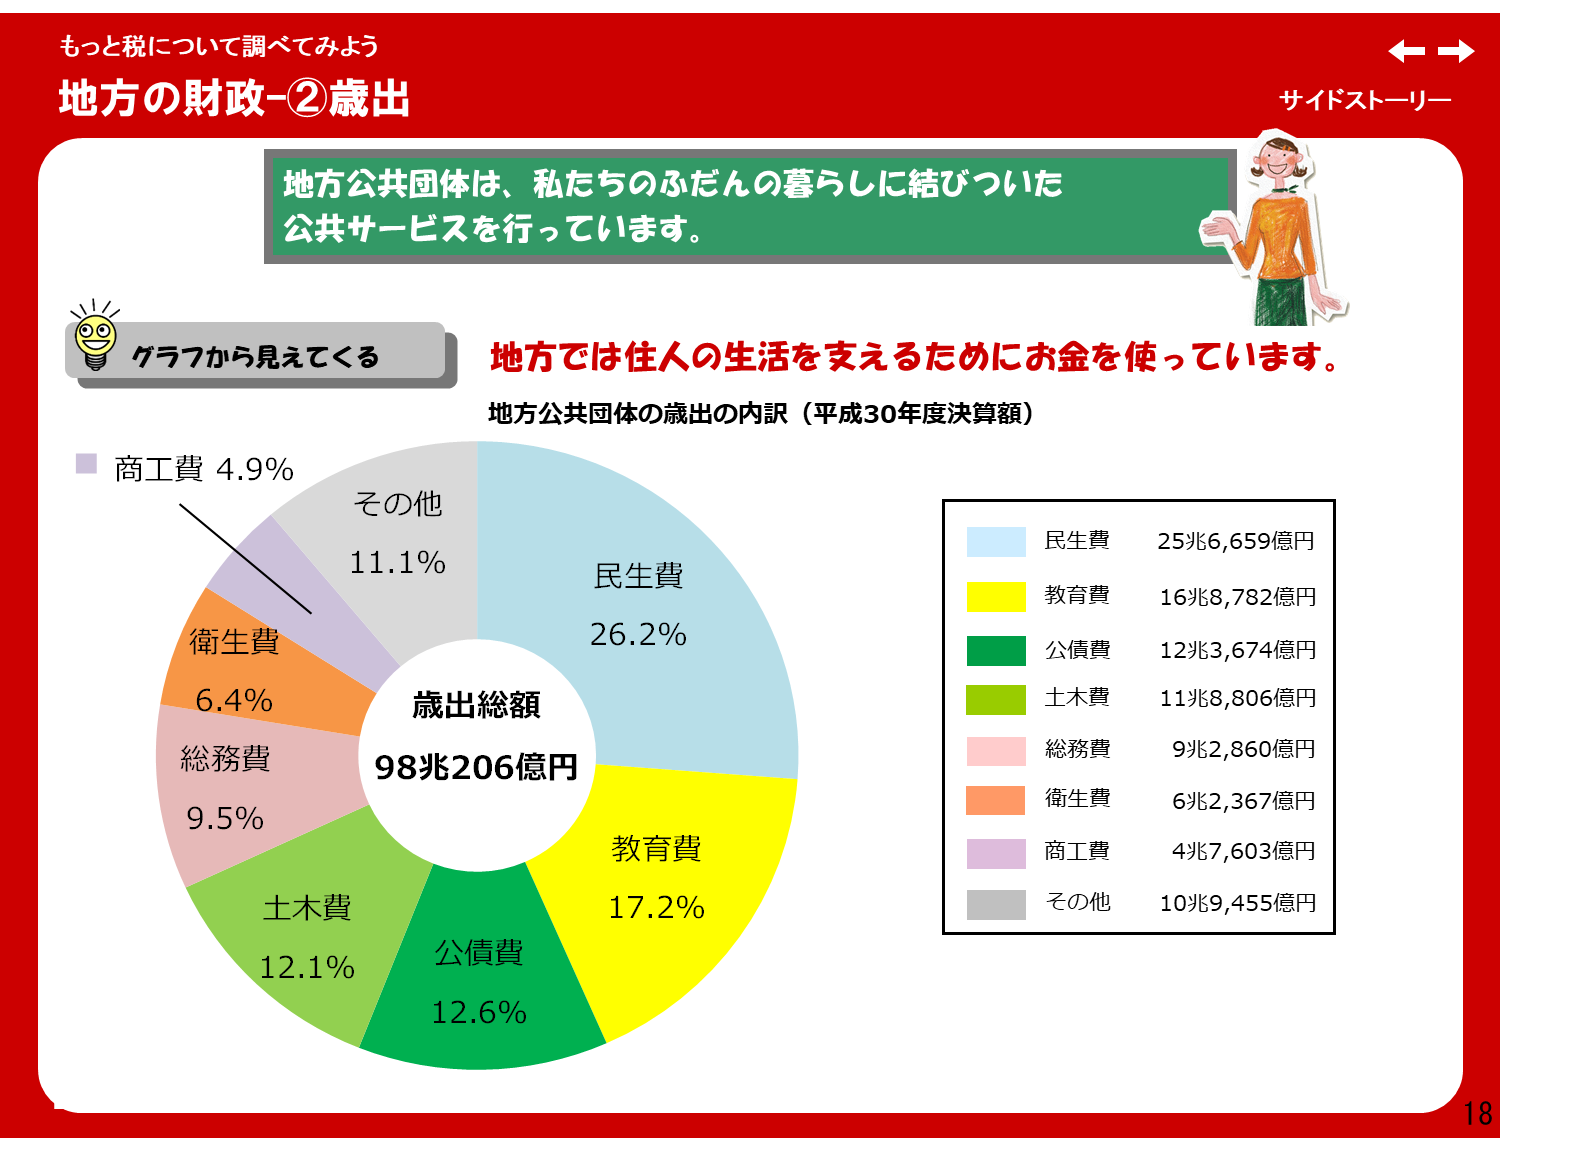 もっと税について調べてみよう
地方の財政-②歳出
サイドストーリー
地方公共団体は、私たちのふだんの暮らしに結びついた
公共サービスを行っています。
グラフから見えてくる
地方では住人の生活を支えるためにお金を使っています。
地方公共団体の歳出の内訳（平成30年度決算額）
商工費 4.9%
その他
11.1%
民生費
26.2%
衛生費
6.4%
総務費
9.5%
歳出総額
98兆206億円
教育費
17.2%
土木費
12.1%
公債費
12.6%
民生費 25兆6,659億円
教育費 16兆8,782億円
公債費 12兆3,674億円
土木費 11兆8,806億円
総務費 9兆2,860億円
衛生費 6兆2,367億円
商工費 4兆7,603億円
その他 10兆9,455億円
18